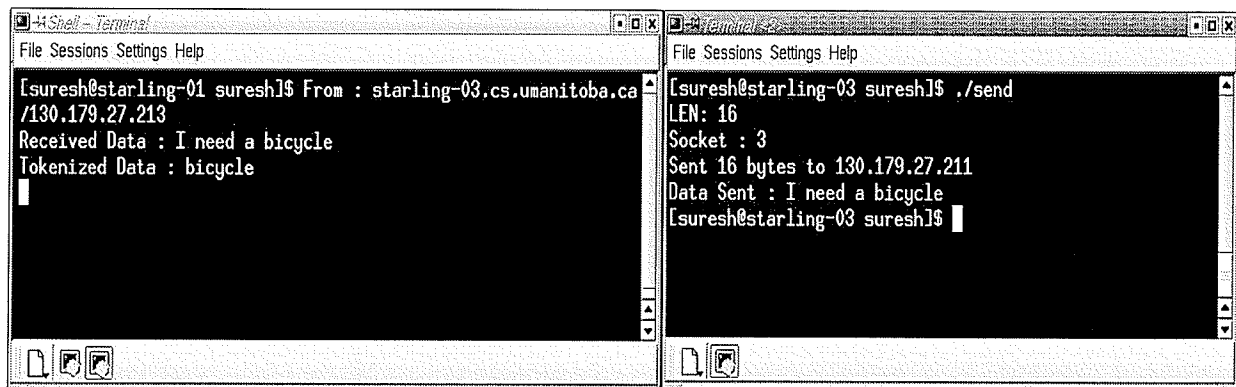 Shell – Terminal
File Sessions Settings Help
[suresh@starling-01 suresh]$ From : starling-03.cs.umanitoba.ca
/130.179.27.213
Received Data : I need a bicycle
Tokenized Data : bicycle
File Sessions Settings Help
[suresh@starling-03 suresh]$ ./send
LEN: 16
Socket : 3
Sent 16 bytes to 130.179.27.211
Data Sent : I need a bicycle
[suresh@starling-03 suresh]$